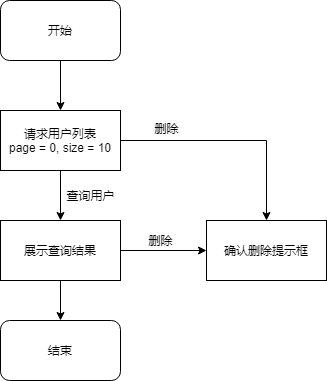 开始
请求用户列表
page = 0, size = 10
删除
查询用户
展示查询结果
删除
确认删除提示框
结束